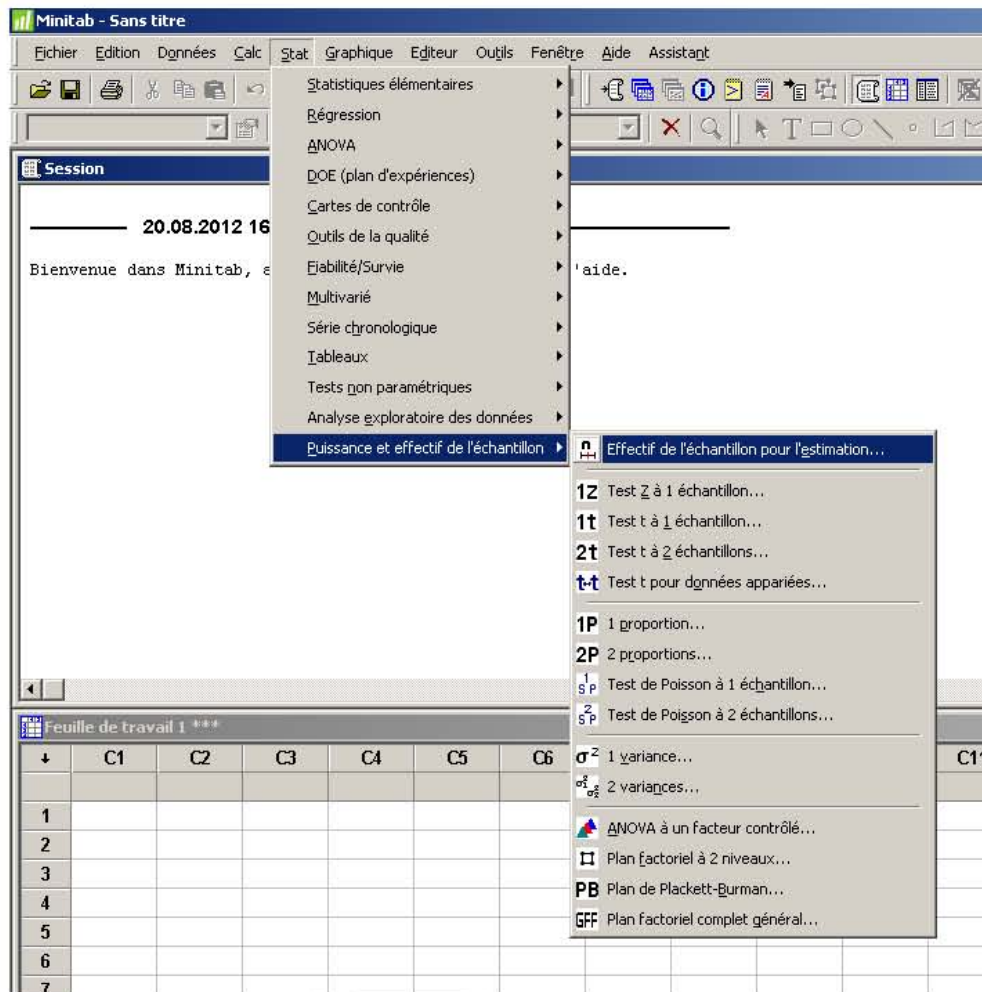 Minitab - Sans titre
Fichier Edition Données Calc Stat Graphique Editeur Outils Fenêtre Aide Assistant
Statistiques élémentaires
Régression
ANOVA
DOE (plan d'expériences)
Cartes de contrôle
Outils de la qualité
Fiabilité/Survie
Multivarié
Série chronologique
Tableaux
Tests non paramétriques
Analyse exploratoire des données
Puissance et effectif de l'échantillon
Session
20.08.2012 16
Bienvenue dans Minitab, a
'aide.
Effectif de l'échantillon pour l'estimation...
1Z Test Z à 1 échantillon...
1t Test t à 1 échantillon...
2t Test t à 2 échantillons...
t-t Test t pour données appariées...
1P 1 proportion...
2P 2 proportions...
1 S P Test de Poisson à 1 échantillon...
2 S P Test de Poisson à 2 échantillons...
σ² 1 variance...
σ₁² σ₂² 2 variances...
ANOVA à un facteur contrôlé...
Plan factoriel à 2 niveaux...
PB Plan de Plackett-Burman...
GFF Plan factoriel complet général...
Feuille de travail 1 ***
C1 C2 C3 C4 C5 C6 C11
1
2
3
4
5
6
7